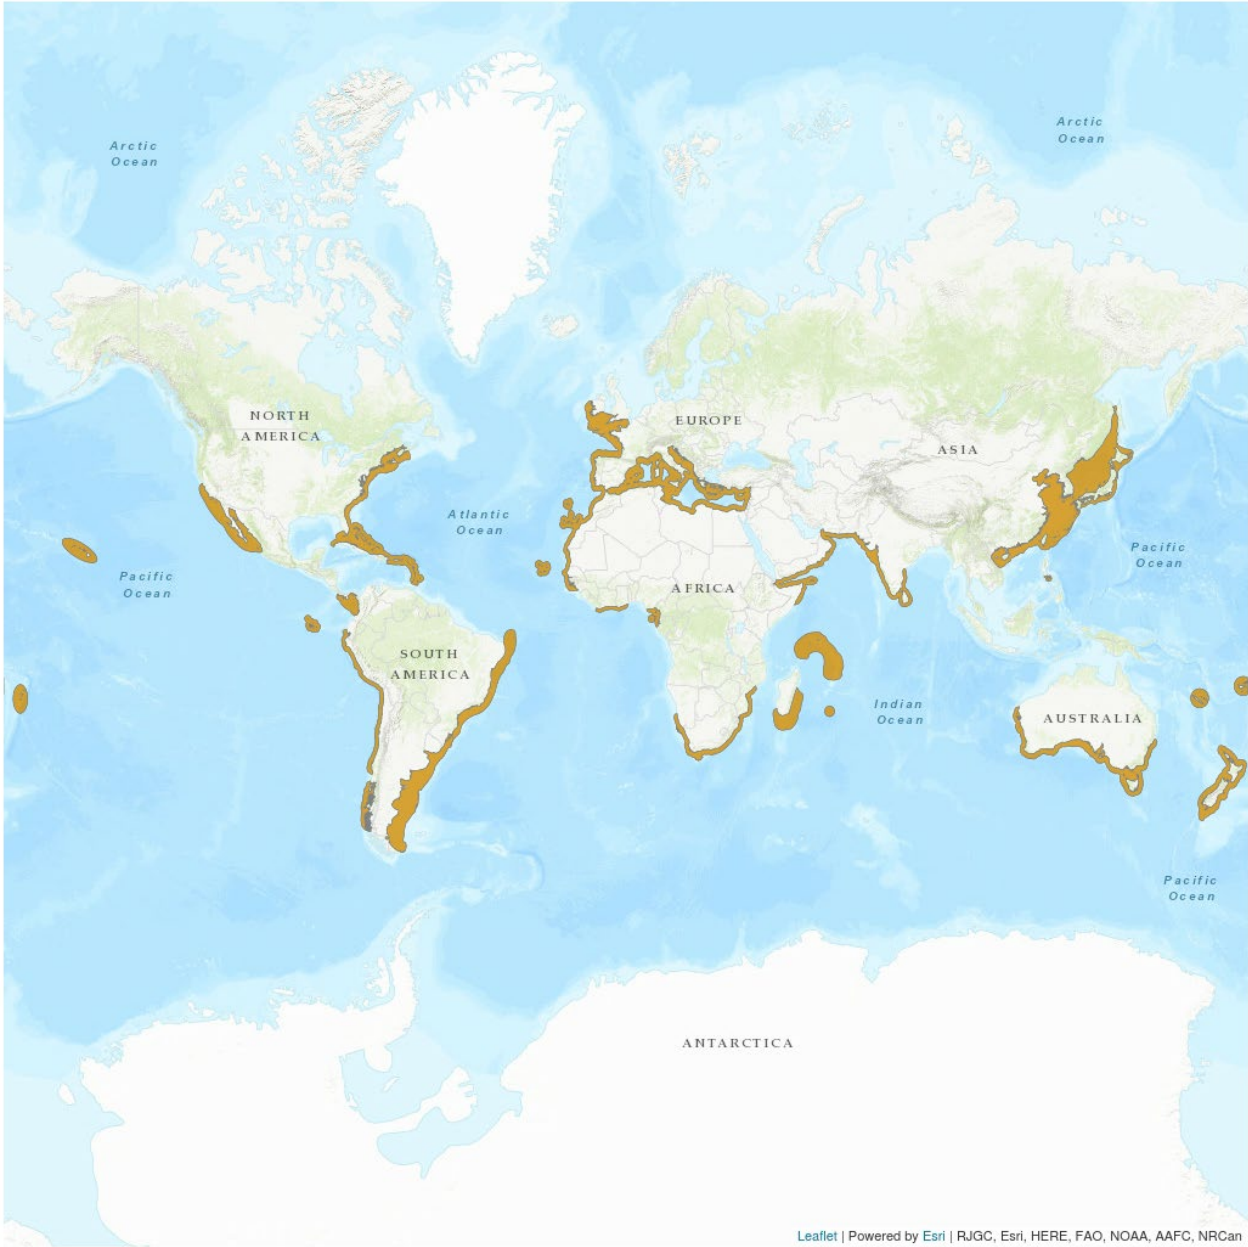 Arctic
Ocean
Arctic
Ocean
NORTH
AMERICA
EUROPE
ASIA
Atlantic
Ocean
Pacific
Ocean
Pacific
Ocean
AFRICA
SOUTH
AMERICA
Indian
Ocean
AUSTRALIA
Pacific
Ocean
ANTARCTICA
Leaflet | Powered by Esri | RJGC, Esri, HERE, FAO, NOAA, AAFC, NRCan